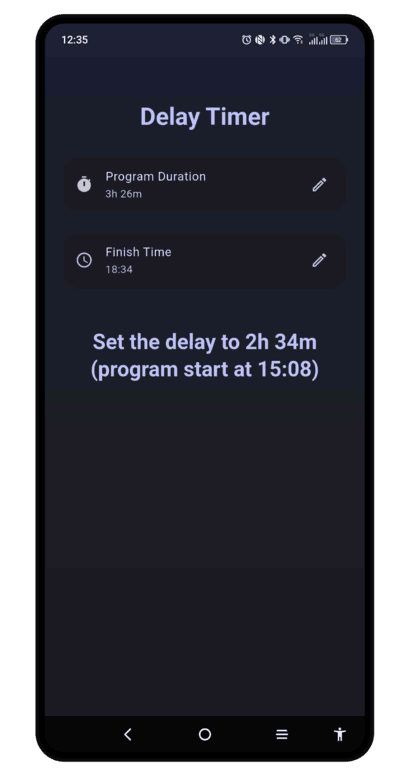 12:35
Delay Timer
Program Duration
3h 26m
Finish Time
18:34
Set the delay to 2h 34m
(program start at 15:08)